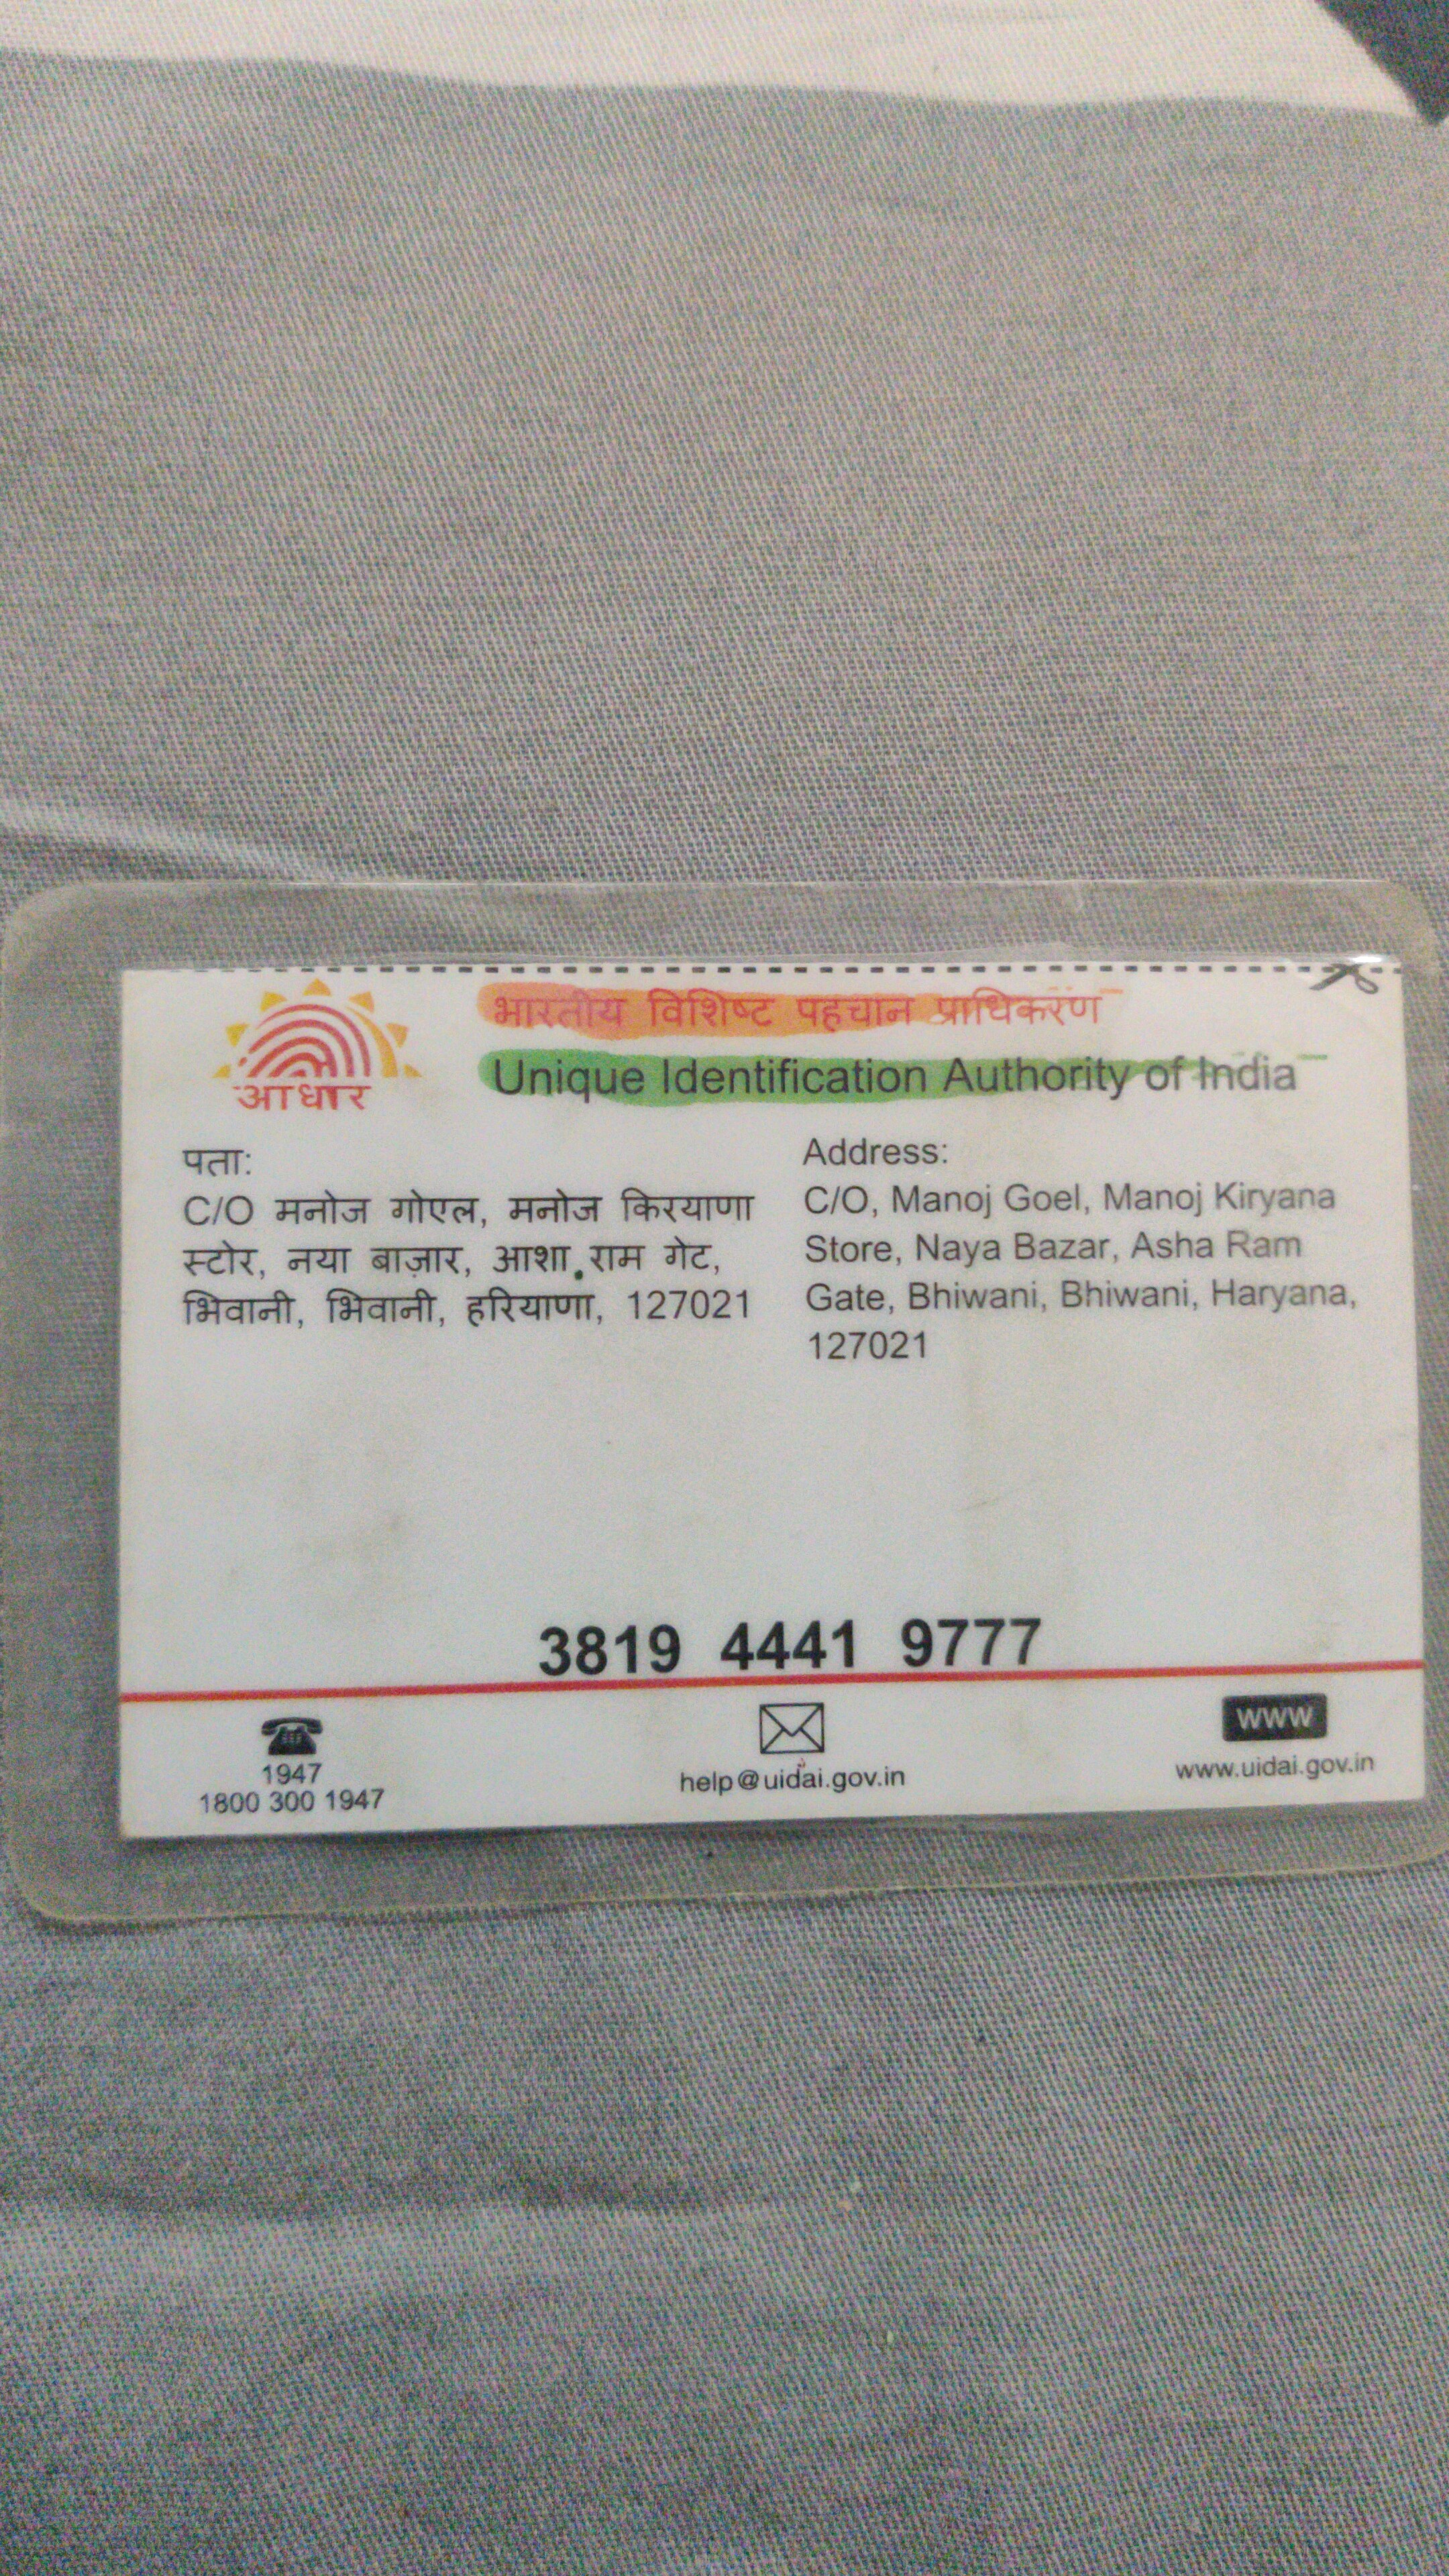 भारतीय विशिष्ट पहचान प्राधिकरण
Unique Identification Authority of India
आधार
पता:
C/O मनोज गोएल, मनोज किरयाणा
स्टोर, नया बाज़ार, आशा राम गेट,
भिवानी, भिवानी, हरियाणा, 127021
Address:
C/O, Manoj Goel, Manoj Kiryana
Store, Naya Bazar, Asha Ram
Gate, Bhiwani, Bhiwani, Haryana,
127021
3819 4441 9777
1947
1800 300 1947
help@uidai.gov.in
www
www.uidai.gov.in